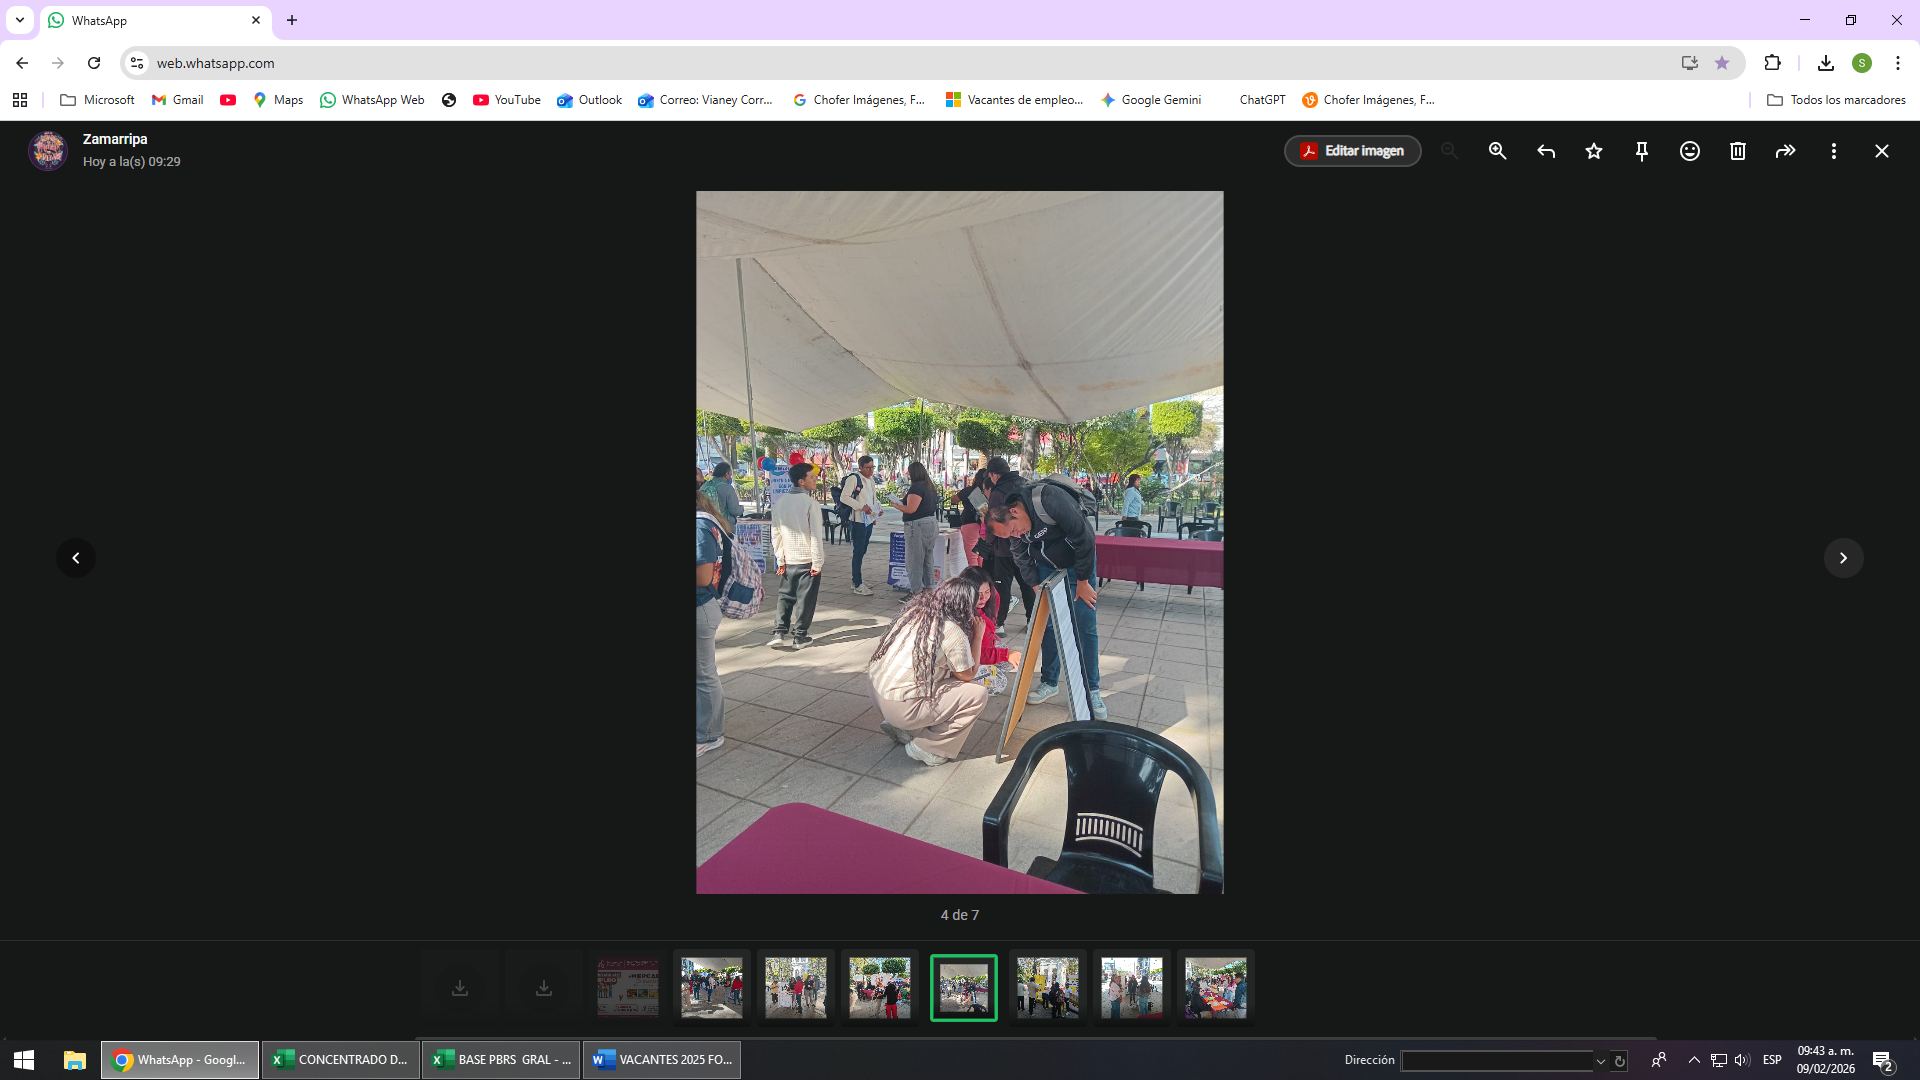 WhatsApp
web.whatsapp.com
Microsoft
Gmail
Maps
WhatsApp Web
YouTube
Outlook
Correo: Vianey Corr...
Chofer Imágenes, F...
Vacantes de empleo...
Google Gemini
ChatGPT
Chofer Imágenes, F...
Todos los marcadores
S
Zamarripa
Hoy a la(s) 09:29
Editar imagen
GEPP
4 de 7
WhatsApp - Googl...
CONCENTRADO D...
BASE PBRS GRAL - ...
VACANTES 2025 FO...
Dirección
ESP
09:43 a. m.
09/02/2026
2